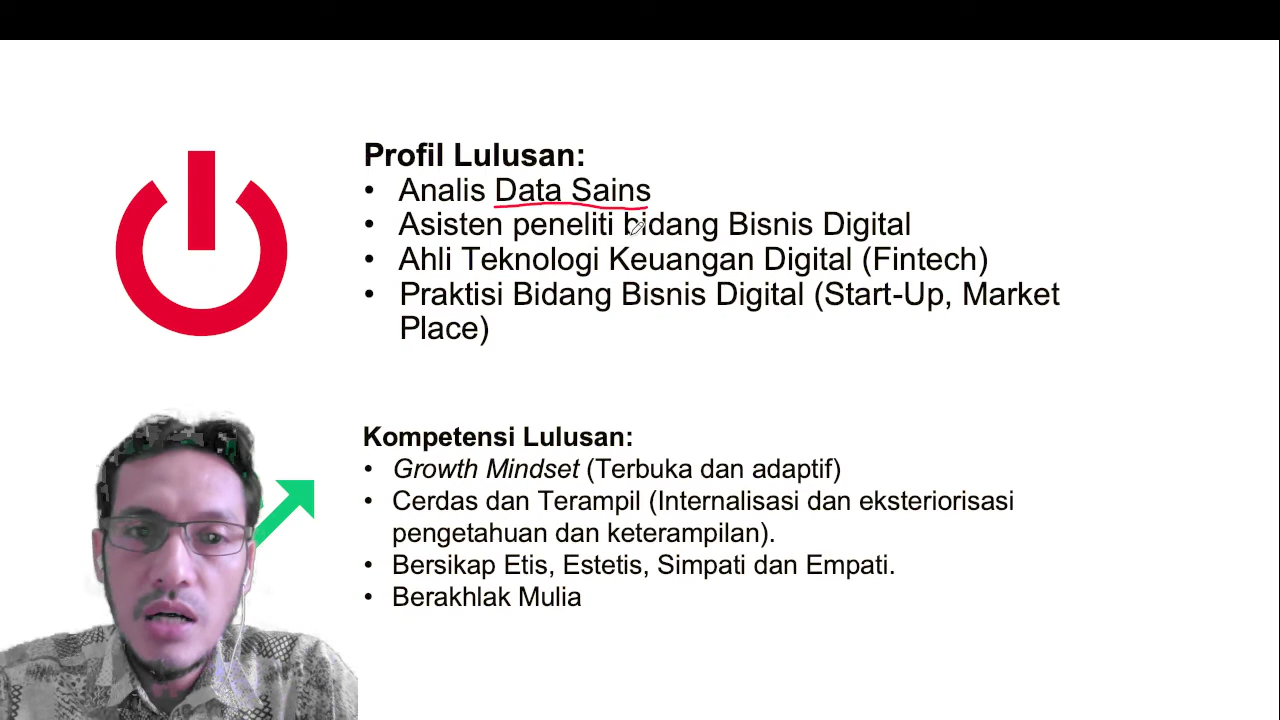 Profil Lulusan:
• Analis Data Sains
• Asisten peneliti bidang Bisnis Digital
• Ahli Teknologi Keuangan Digital (Fintech)
• Praktisi Bidang Bisnis Digital (Start-Up, Market
Place)
Kompetensi Lulusan:
• Growth Mindset (Terbuka dan adaptif)
• Cerdas dan Terampil (Internalisasi dan eksteriorisasi
pengetahuan dan keterampilan).
• Bersikap Etis, Estetis, Simpati dan Empati.
• Berakhlak Mulia